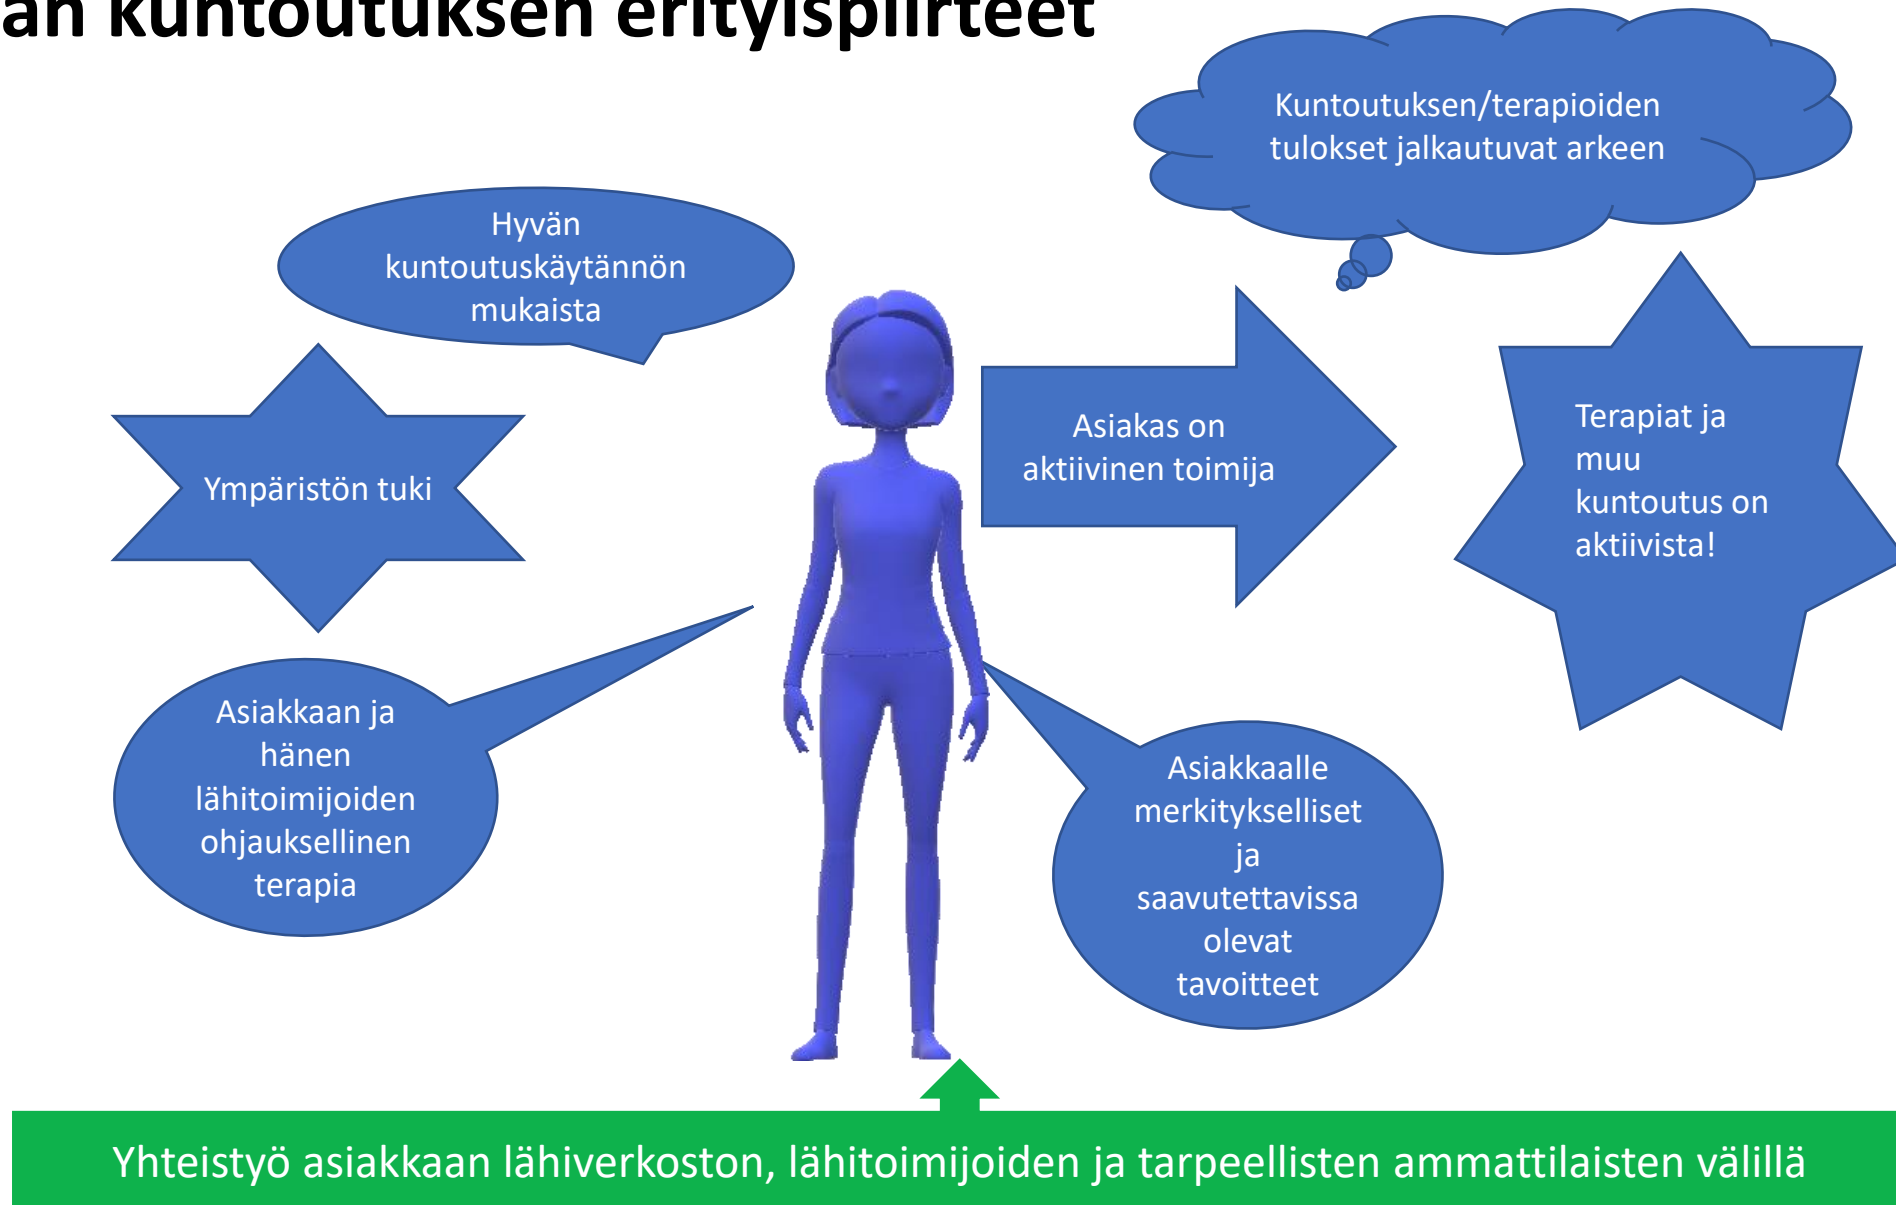 an kuntoutuksen erityispiirteet
Kuntoutuksen/terapioiden
tulokset jalkautuvat arkeen
Hyvän
kuntoutuskäytännön
mukaista
Ympäristön tuki
Asiakas on
aktiivinen toimija
Terapiat ja
muu
kuntoutus on
aktiivista!
Asiakkaan ja
hänen
lähitoimijoiden
ohjauksellinen
terapia
Asiakkaalle
merkitykselliset
ja
saavutettavissa
olevat
tavoitteet
Yhteistyö asiakkaan lähiverkoston, lähitoimijoiden ja tarpeellisten ammattilaisten välillä